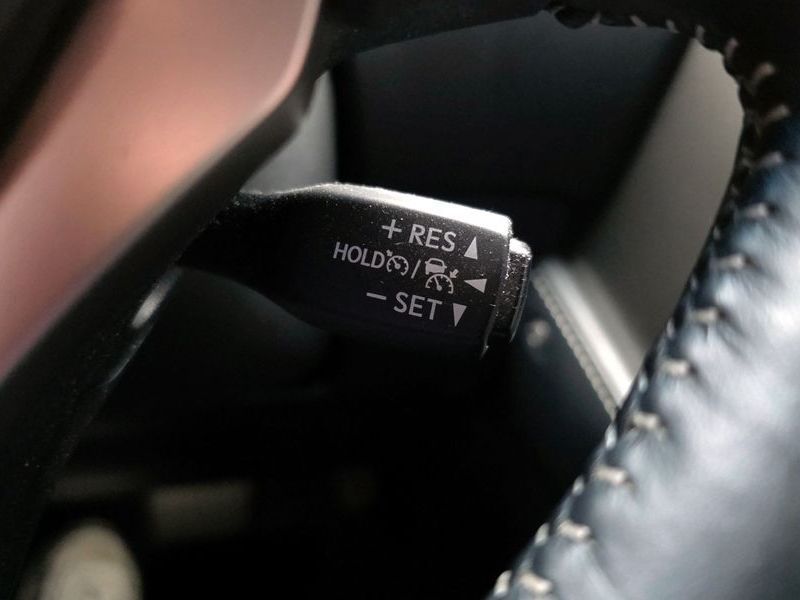 + RES ▲
HOLD / ◀
− SET ▼